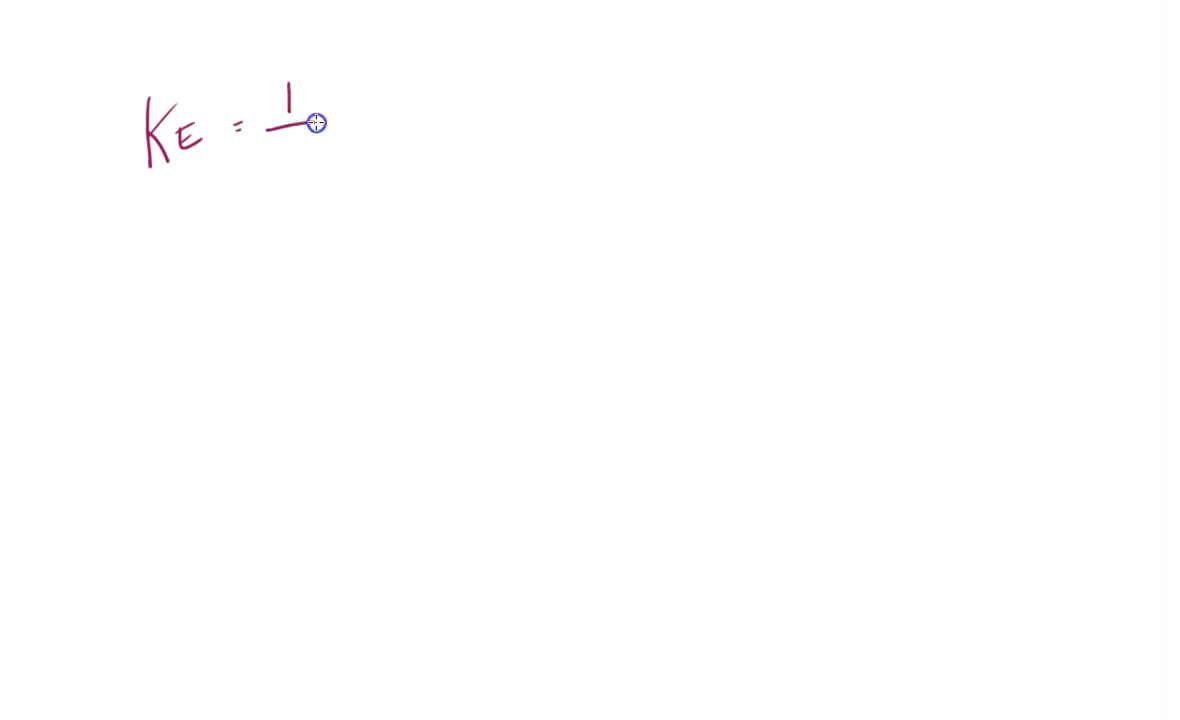 KE = 1/